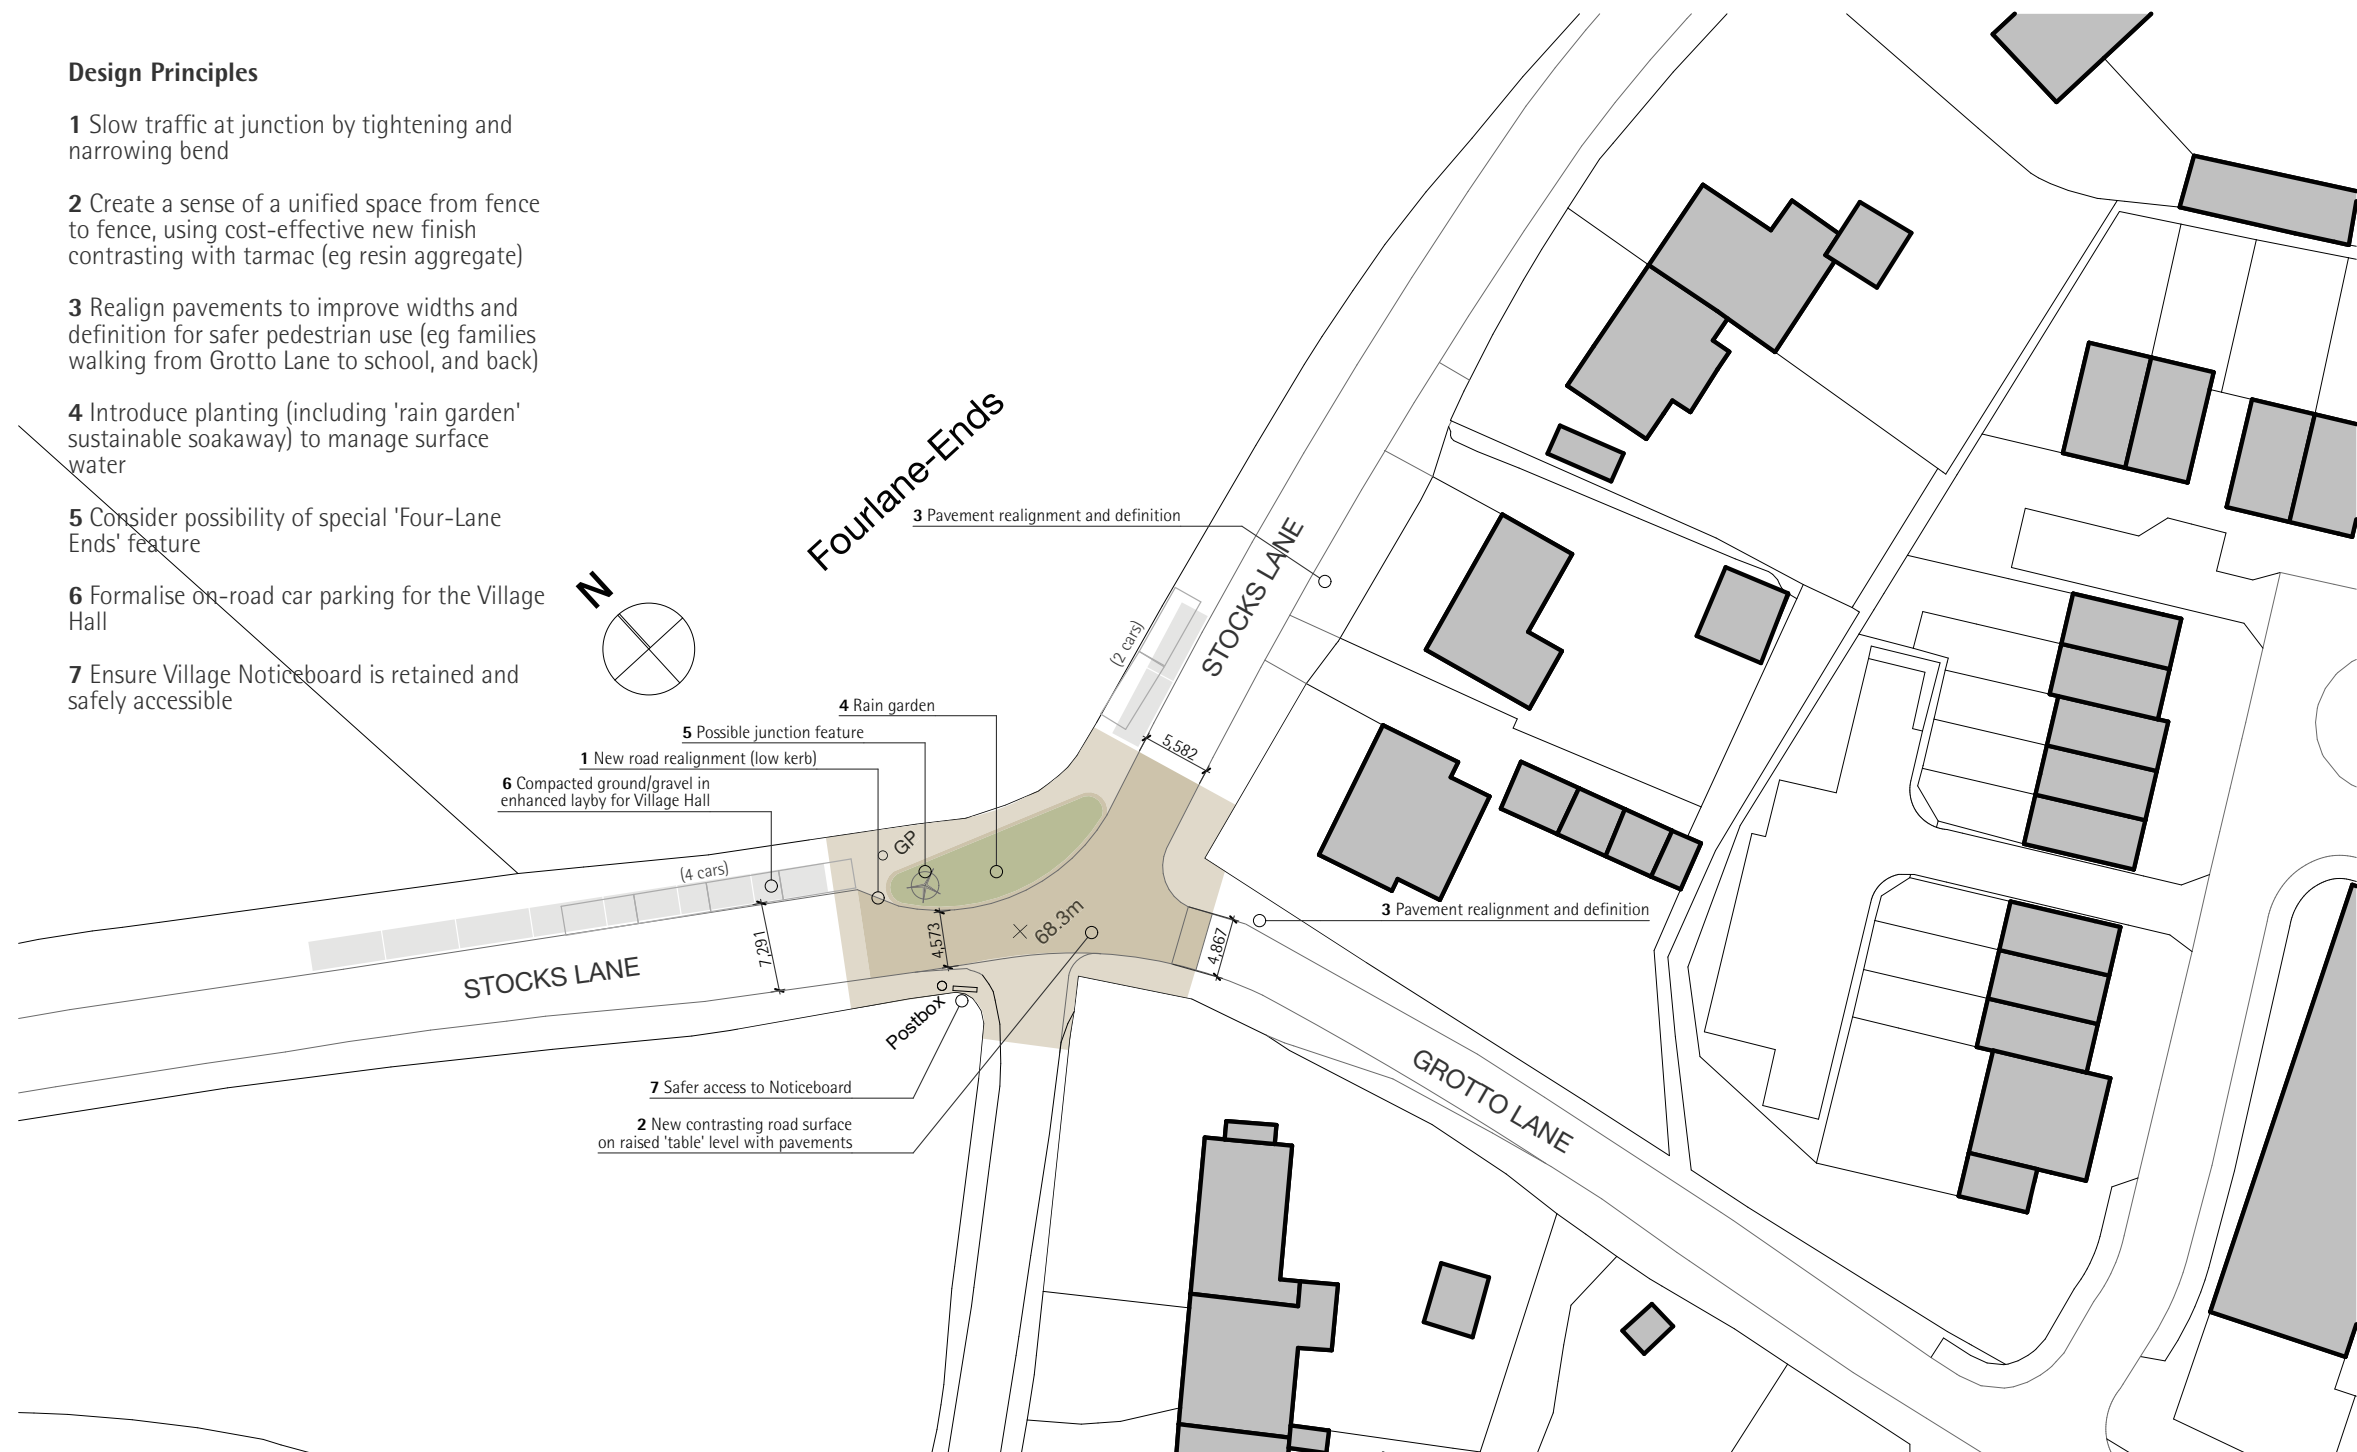 Design Principles
1 Slow traffic at junction by tightening and
narrowing bend
2 Create a sense of a unified space from fence
to fence, using cost-effective new finish
contrasting with tarmac (eg resin aggregate)
3 Realign pavements to improve widths and
definition for safer pedestrian use (eg families
walking from Grotto Lane to school, and back)
4 Introduce planting (including 'rain garden'
sustainable soakaway) to manage surface
water
5 Consider possibility of special 'Four-Lane
Ends' feature
6 Formalise on-road car parking for the Village
Hall
7 Ensure Village Noticeboard is retained and
safely accessible
N
Fourlane-Ends
3 Pavement realignment and definition
STOCKS LANE
(2 cars)
5,582
4 Rain garden
5 Possible junction feature
1 New road realignment (low kerb)
6 Compacted ground/gravel in
enhanced layby for Village Hall
GP
(4 cars)
7,291
4,573
68.3m
3 Pavement realignment and definition
4,867
STOCKS LANE
Postbox
GROTTO LANE
7 Safer access to Noticeboard
2 New contrasting road surface
on raised 'table' level with pavements